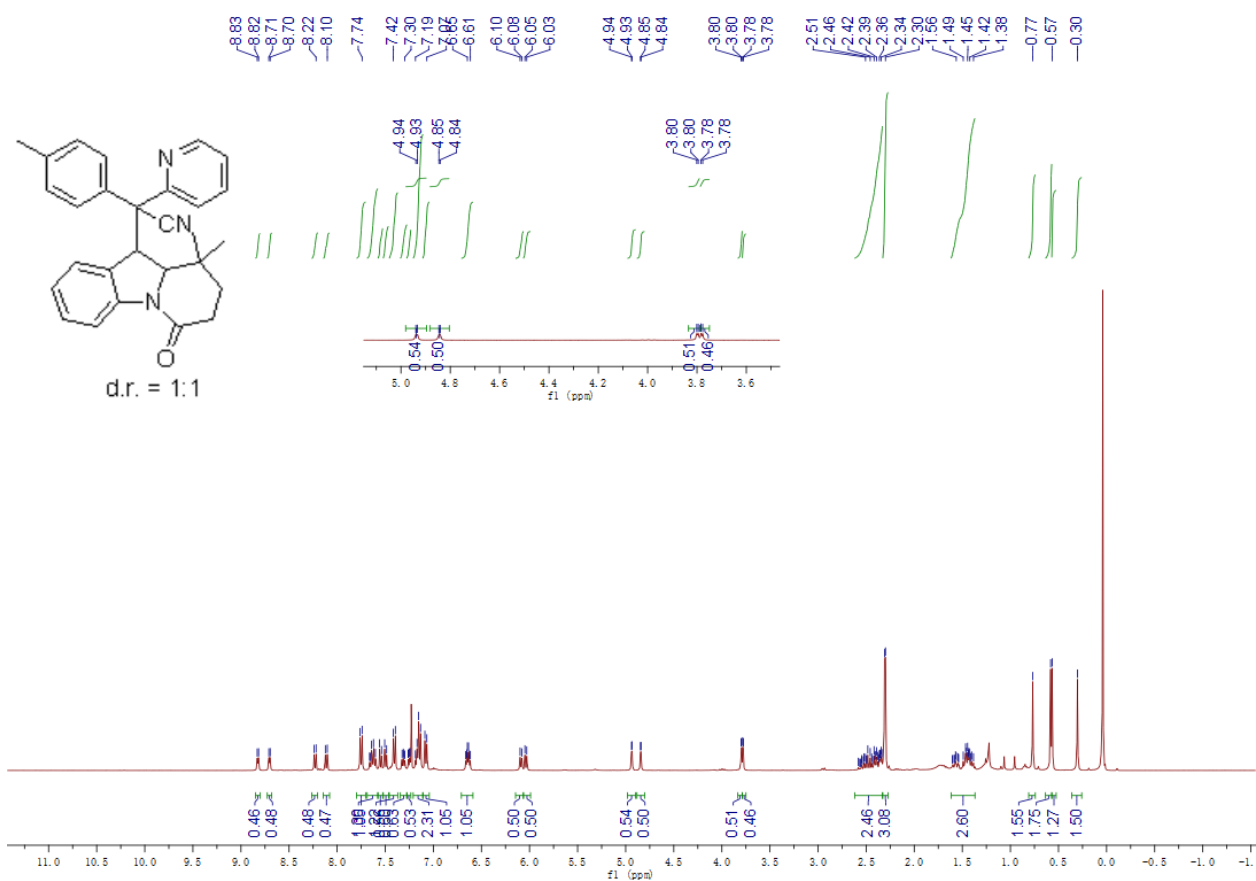 8.83 8.82 8.71 8.70 8.22 8.10 7.74 7.42 7.30 7.19 7.07 6.65 6.61 6.10 6.08 6.05 6.03 4.94 4.93 4.85 4.84 3.80 3.80 3.78 3.78 2.51 2.46 2.42 2.39 2.36 2.34 2.30 1.56 1.49 1.45 1.42 1.38 0.77 0.57 0.30
4.94 4.93 4.85 4.84 3.80 3.80 3.78 3.78
N
CN
N
O
d.r. = 1:1
0.54 0.50 0.51 0.46
5.0 4.8 4.6 4.4 4.2 4.0 3.8 3.6
f1 (ppm)
0.46 0.48 0.48 0.47 0.63 0.53 2.31 1.05 1.05 0.50 0.50 0.54 0.50 0.51 0.46 2.46 3.08 2.60 1.55 1.75 1.27 1.50
11.0 10.5 10.0 9.5 9.0 8.5 8.0 7.5 7.0 6.5 6.0 5.5 5.0 4.5 4.0 3.5 3.0 2.5 2.0 1.5 1.0 0.5 0.0 -0.5 -1.0 -1.
f1 (ppm)